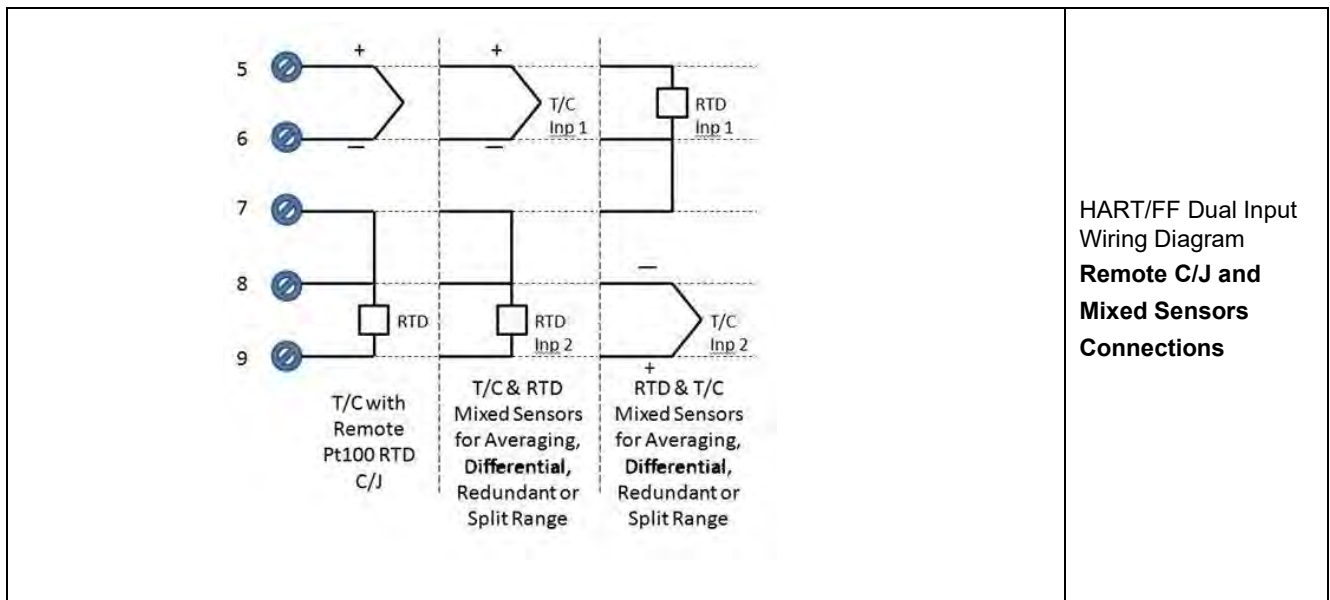 +
+
5
T/C
Inp 1
RTD
Inp 1
6
—
—
7
—
8
RTD
RTD
Inp 2
T/C
Inp 2
9
+
T/C with
Remote
Pt100 RTD
C/J
T/C & RTD
Mixed Sensors
for Averaging,
Differential,
Redundant or
Split Range
RTD & T/C
Mixed Sensors
for Averaging,
Differential,
Redundant or
Split Range
HART/FF Dual Input
Wiring Diagram
Remote C/J and
Mixed Sensors
Connections